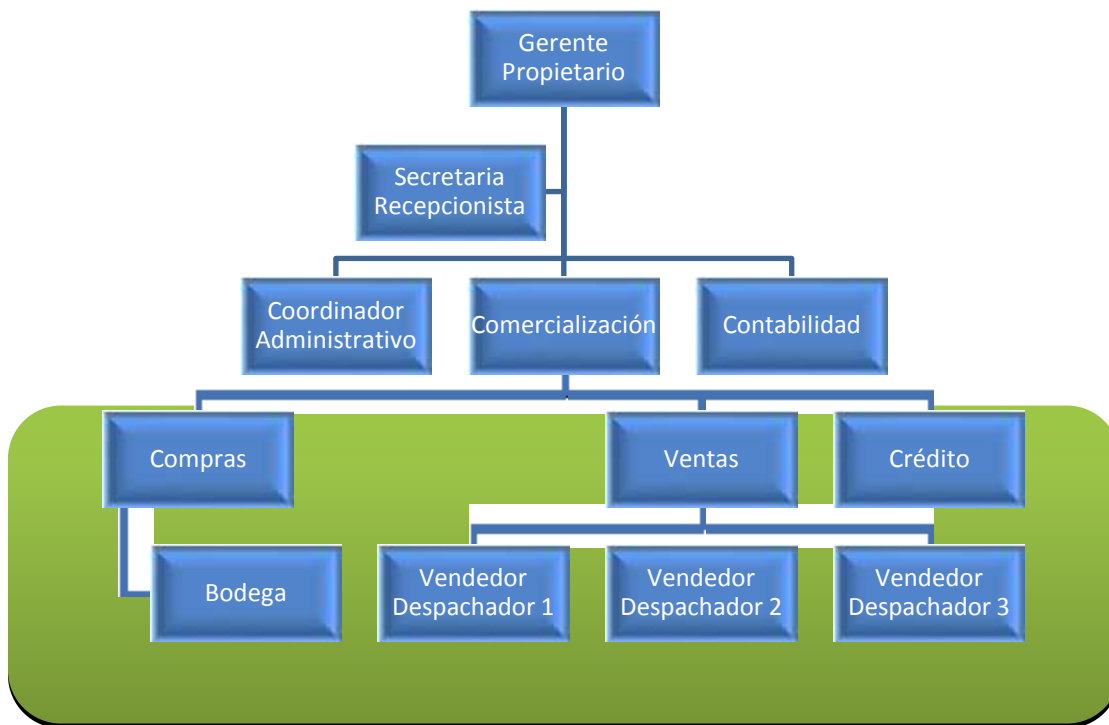 Gerente
Propietario
Secretaria
Recepcionista
Coordinador
Administrativo
Comercialización
Contabilidad
Compras
Ventas
Crédito
Bodega
Vendedor
Despachador 1
Vendedor
Despachador 2
Vendedor
Despachador 3